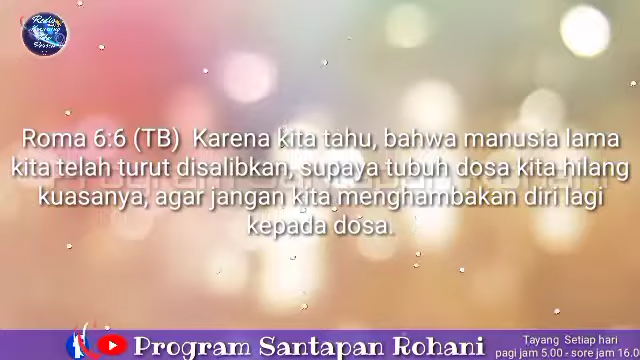 Roma 6:6 (TB) Karena kita tahu, bahwa manusia lama
kita telah turut disalibkan, supaya tubuh dosa kita hilang
kuasanya, agar jangan kita menghambakan diri lagi
kepada dosa.
Program Santapan Rohani
Tayang Setiap hari
pagi jam 5.00 - sore jam 16.0